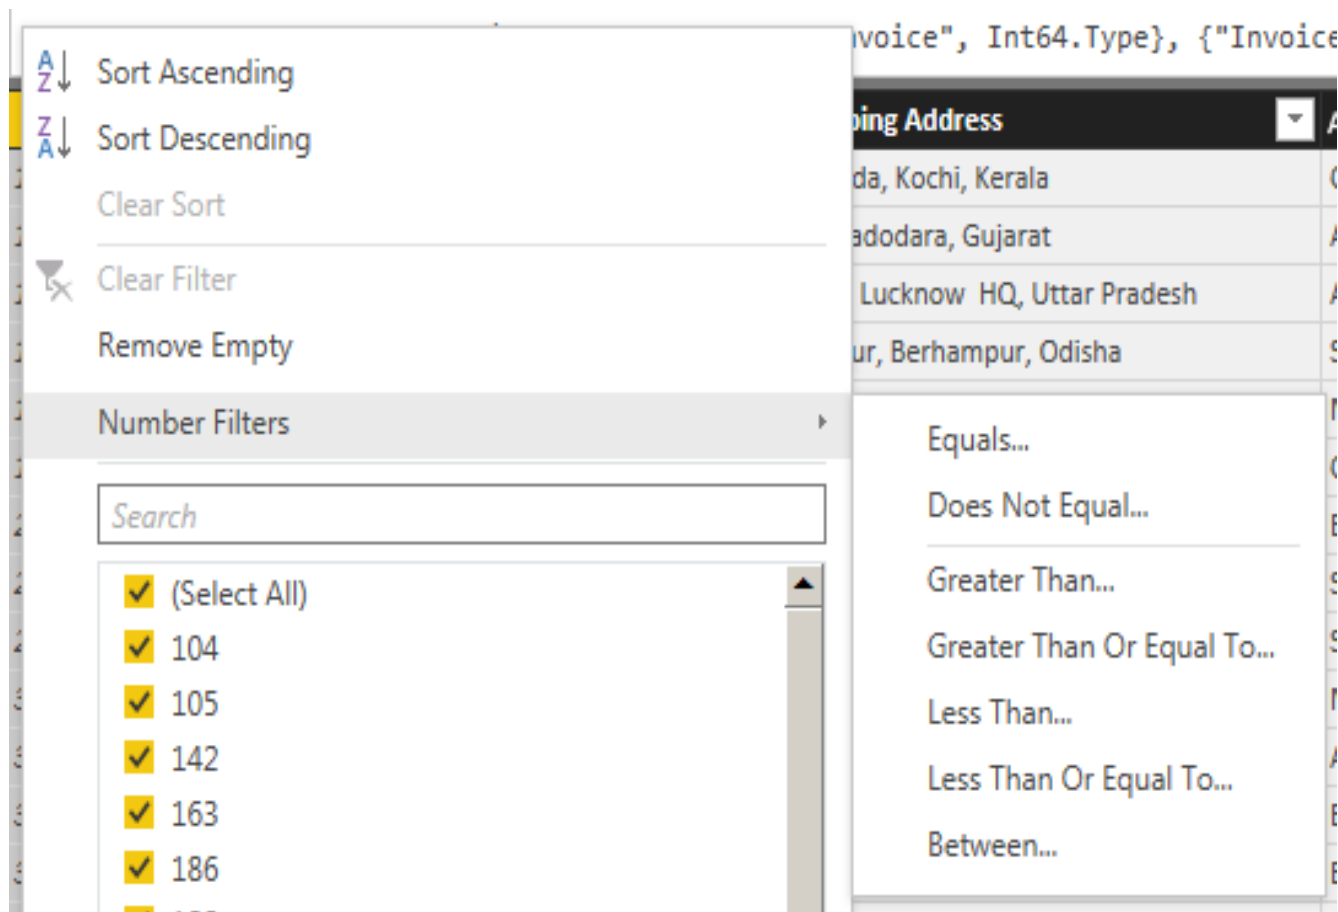 voice", Int64.Type}, {"Invoice
Sort Ascending
Sort Descending
Clear Sort
Clear Filter
Remove Empty
Number Filters
Search
(Select All)
104
105
142
163
186
ping Address
da, Kochi, Kerala
adodara, Gujarat
Lucknow HQ, Uttar Pradesh
ur, Berhampur, Odisha
Equals...
Does Not Equal...
Greater Than...
Greater Than Or Equal To...
Less Than...
Less Than Or Equal To...
Between...